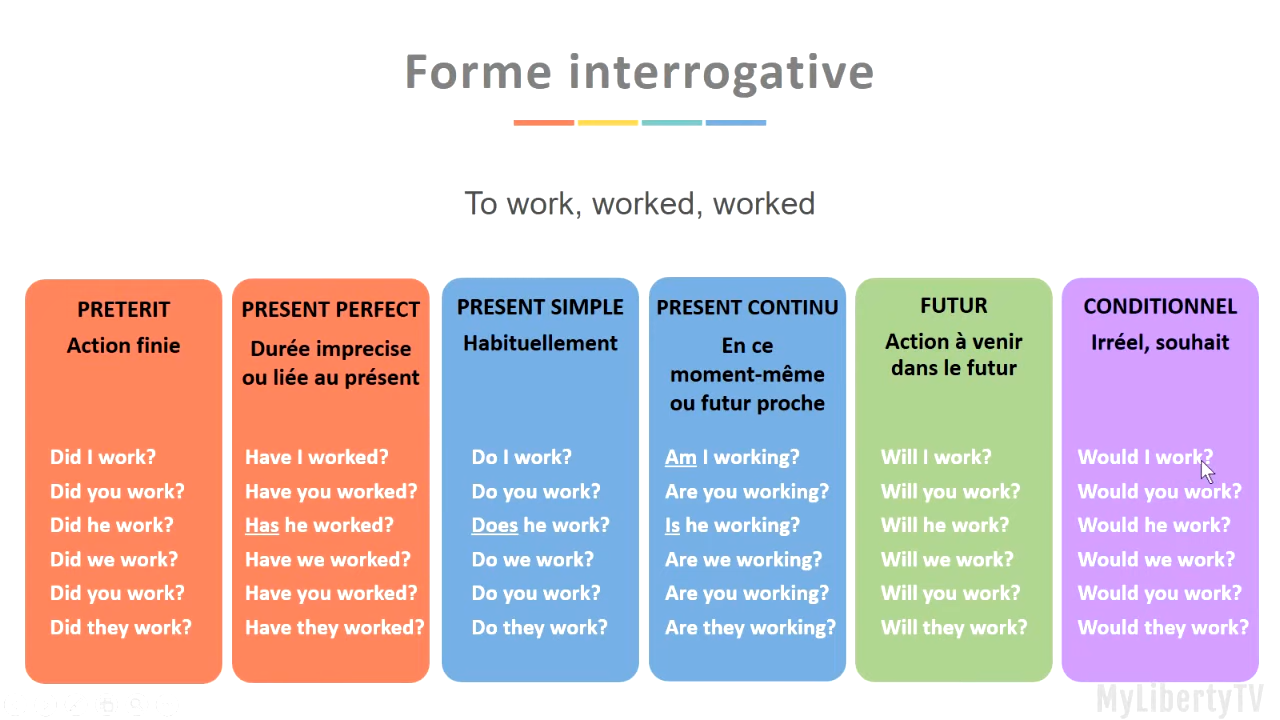 Forme interrogative
To work, worked, worked
PRETERIT
Action finie
Did I work?
Did you work?
Did he work?
Did we work?
Did you work?
Did they work?
PRESENT PERFECT
Durée imprecise
ou liée au présent
Have I worked?
Have you worked?
Has he worked?
Have we worked?
Have you worked?
Have they worked?
PRESENT SIMPLE
Habituellement
Do I work?
Do you work?
Does he work?
Do we work?
Do you work?
Do they work?
PRESENT CONTINU
En ce
moment-même
ou futur proche
Am I working?
Are you working?
Is he working?
Are we working?
Are you working?
Are they working?
FUTUR
Action à venir
dans le futur
Will I work?
Will you work?
Will he work?
Will we work?
Will you work?
Will they work?
CONDITIONNEL
Irréel, souhait
Would I work?
Would you work?
Would he work?
Would we work?
Would you work?
Would they work?
MyLibertyTV